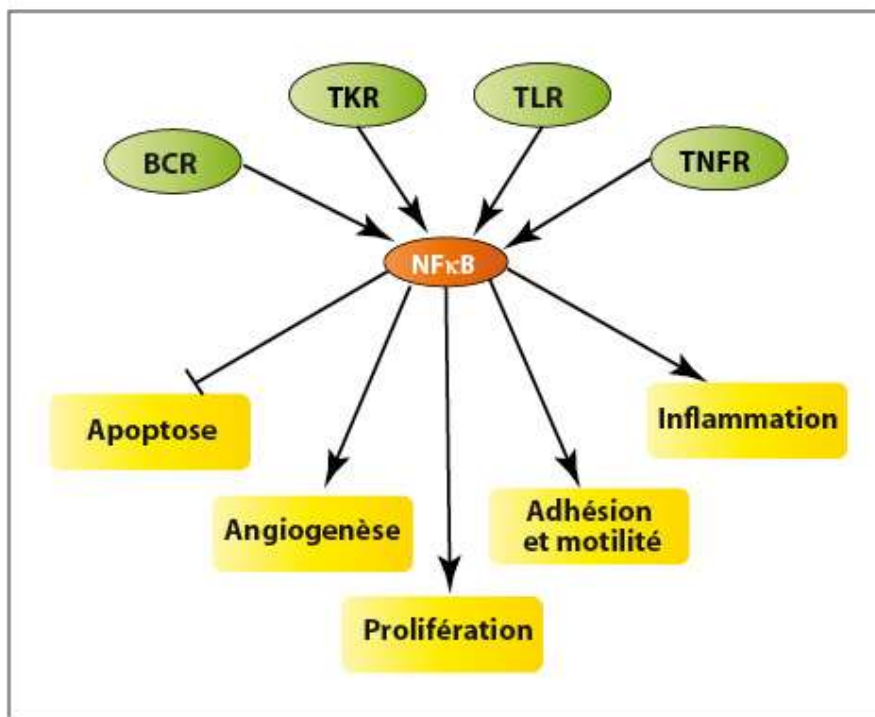 TKR
TLR
BCR
TNFR
NFκB
Inflammation
Apoptose
Angiogenèse
Adhésion
et motilité
Prolifération